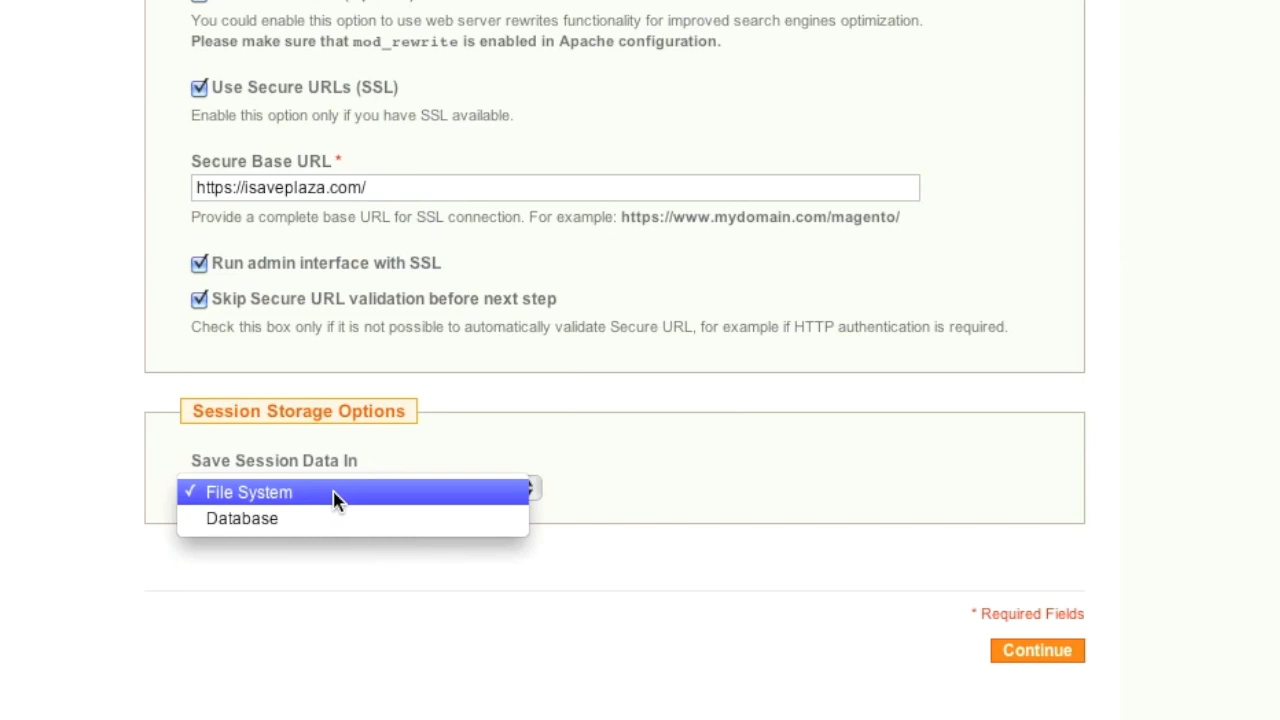 You could enable this option to use web server rewrites functionality for improved search engines optimization.
Please make sure that mod_rewrite is enabled in Apache configuration.
Use Secure URLs (SSL)
Enable this option only if you have SSL available.
Secure Base URL *
https://isaveplaza.com/
Provide a complete base URL for SSL connection. For example: https://www.mydomain.com/magento/
Run admin interface with SSL
Skip Secure URL validation before next step
Check this box only if it is not possible to automatically validate Secure URL, for example if HTTP authentication is required.
Session Storage Options
Save Session Data In
✓ File System
Database
* Required Fields
Continue